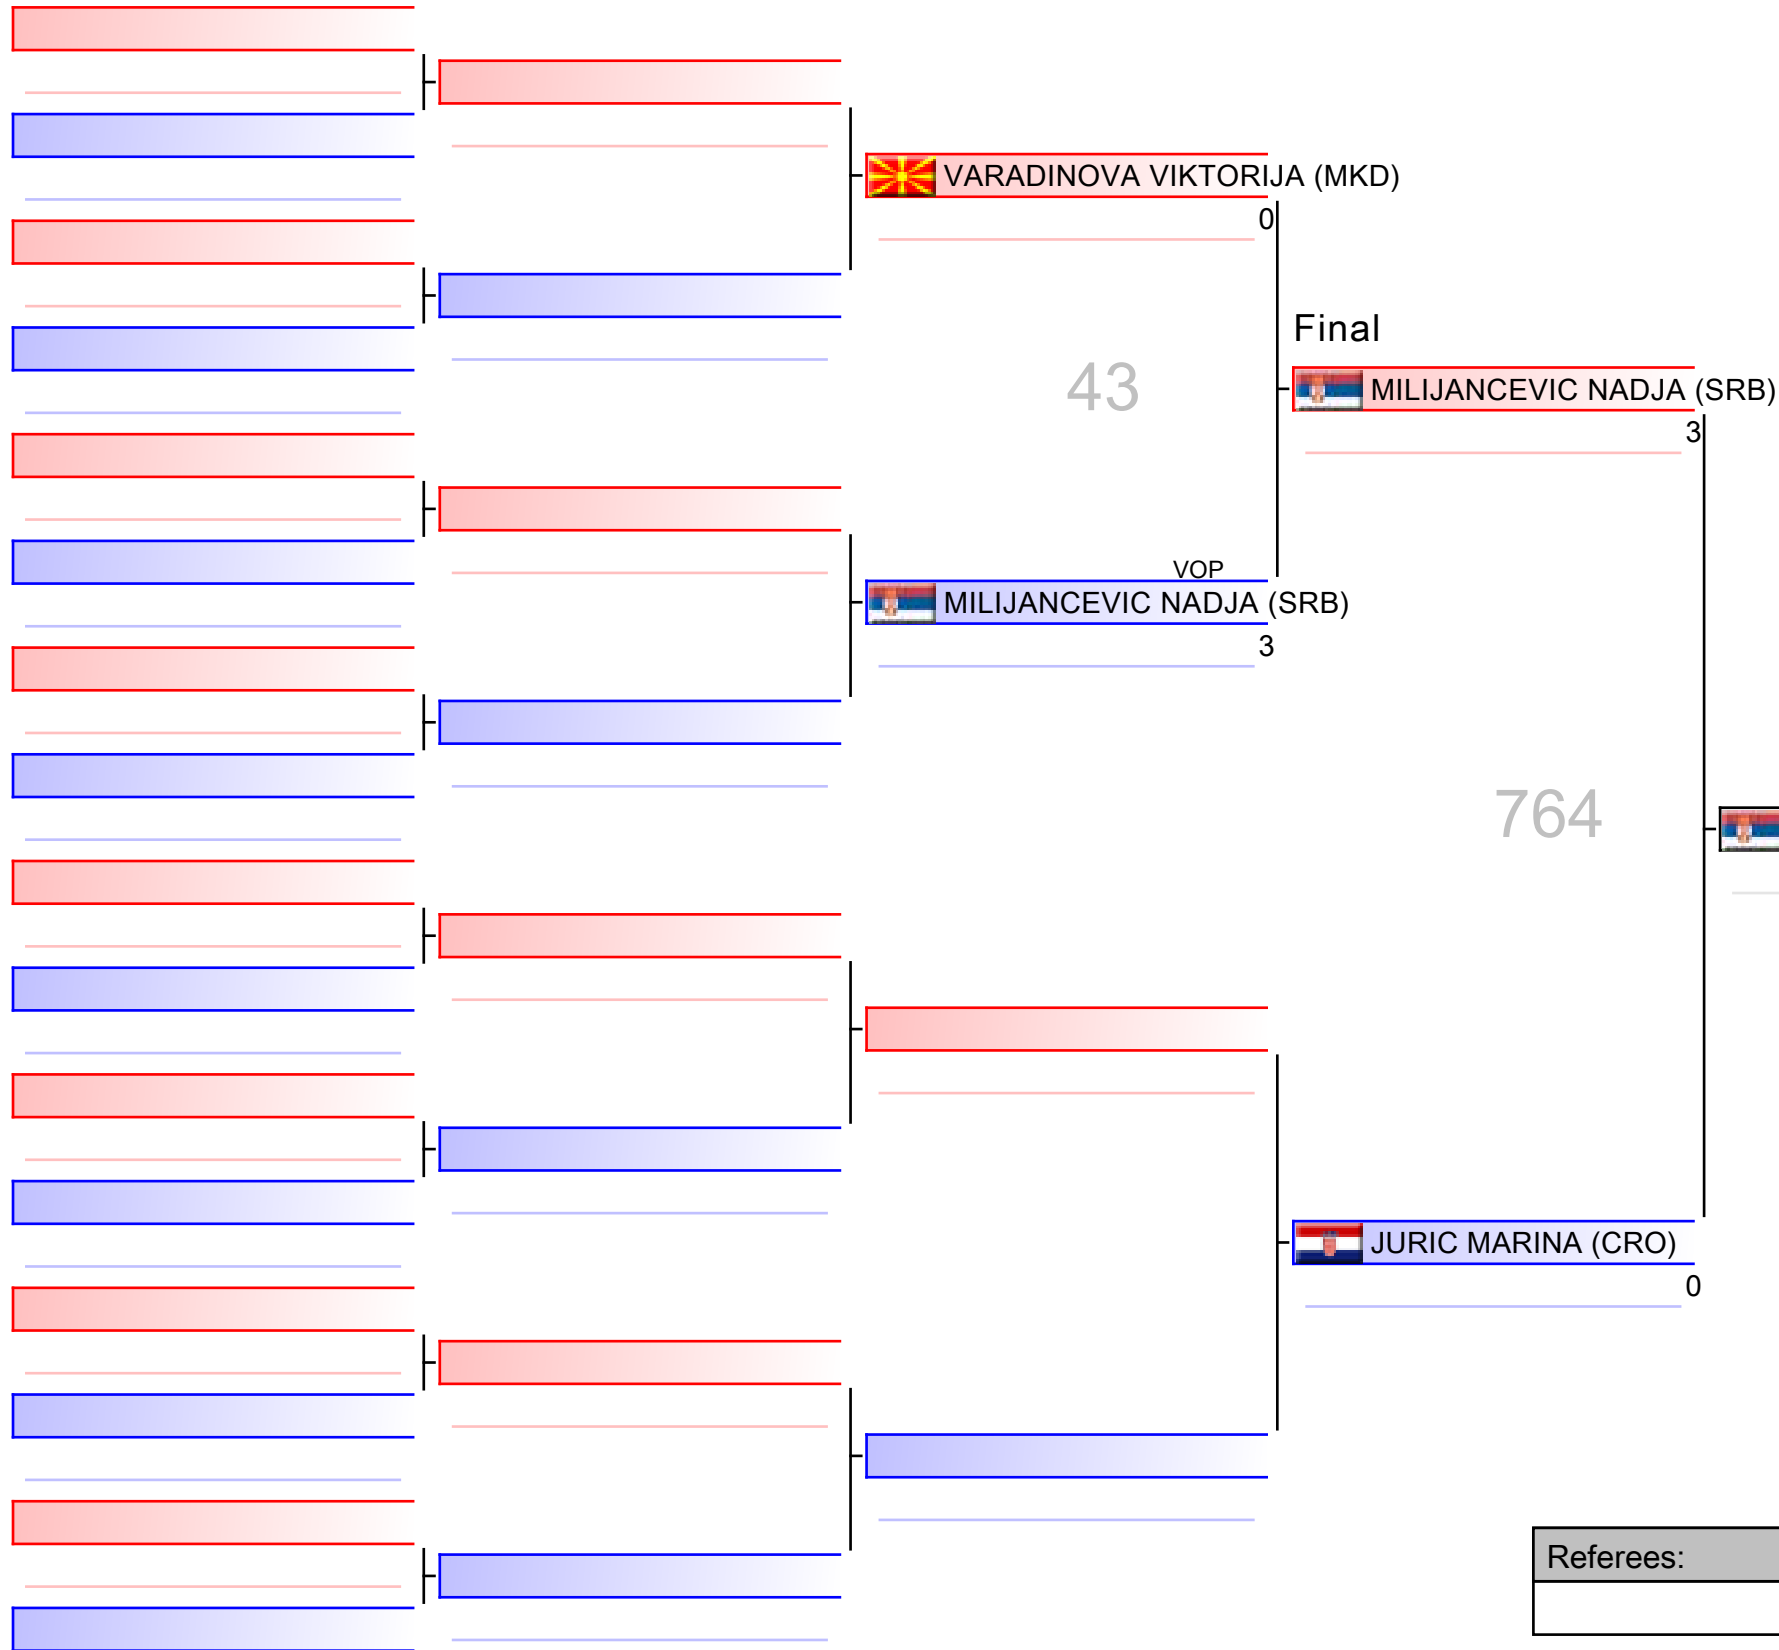 VARADINOVA VIKTORIJA (MKD)
0
Final
43
MILIJANCEVIC NADJA (SRB)
3
VOP
MILIJANCEVIC NADJA (SRB)
3
764
JURIC MARINA (CRO)
0
Referees: